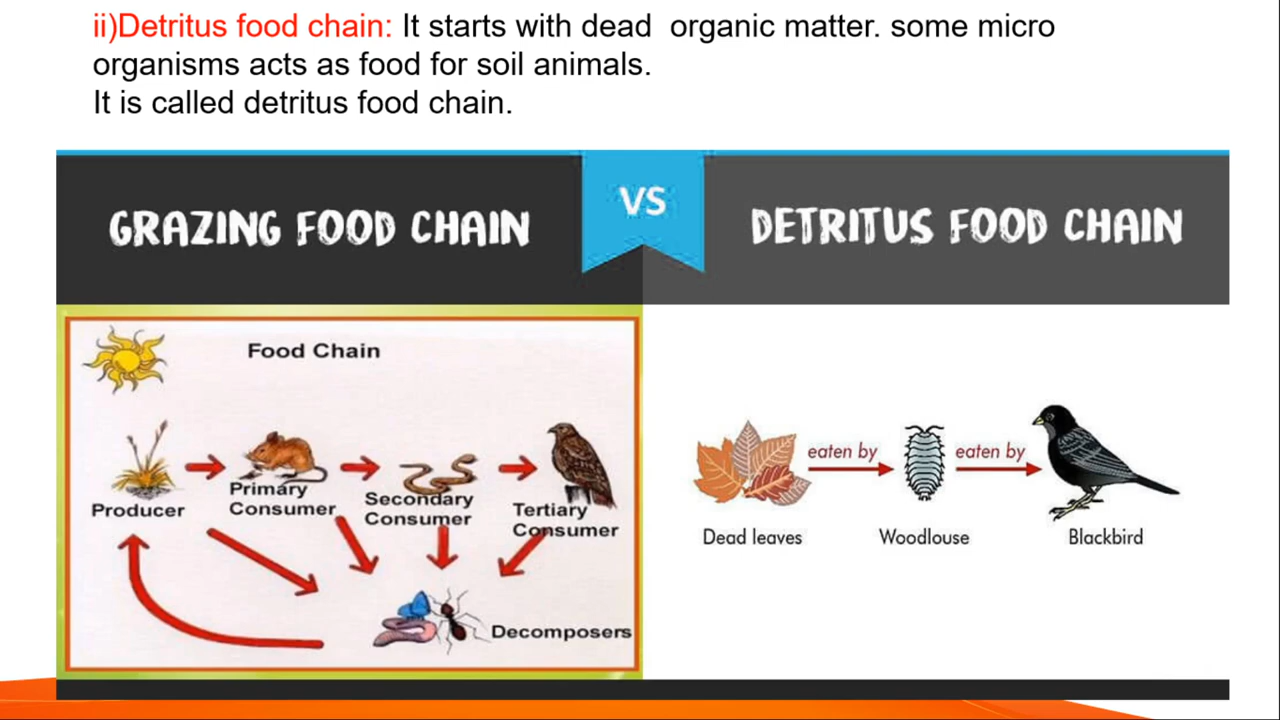 ii)Detritus food chain: It starts with dead  organic matter. some micro
organisms acts as food for soil animals.
It is called detritus food chain.
GRAZING FOOD CHAIN
VS
DETRITUS FOOD CHAIN
Food Chain
Producer
Primary
Consumer
Secondary
Consumer
Tertiary
Consumer
Decomposers
eaten by
eaten by
Dead leaves
Woodlouse
Blackbird